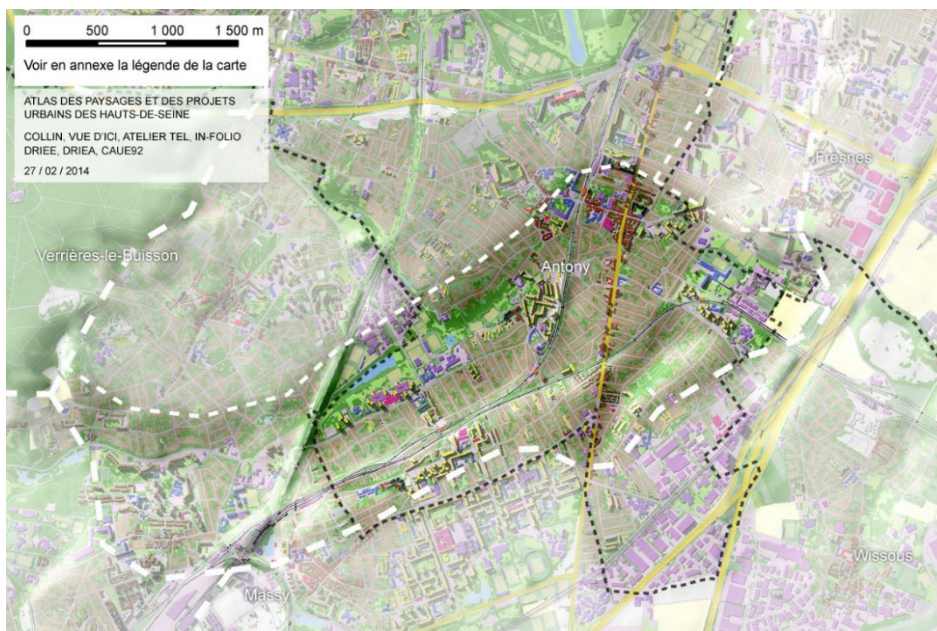 0 500 1 000 1 500 m
Voir en annexe la légende de la carte
ATLAS DES PAYSAGES ET DES PROJETS
URBAINS DES HAUTS-DE-SEINE
COLLIN, VUE D'ICI, ATELIER TEL, IN-FOLIO
DRIEE, DRIEA, CAUE92
27 / 02 / 2014
Fresnes
Verrières-le-Buisson
Antony
Wissous
Massy